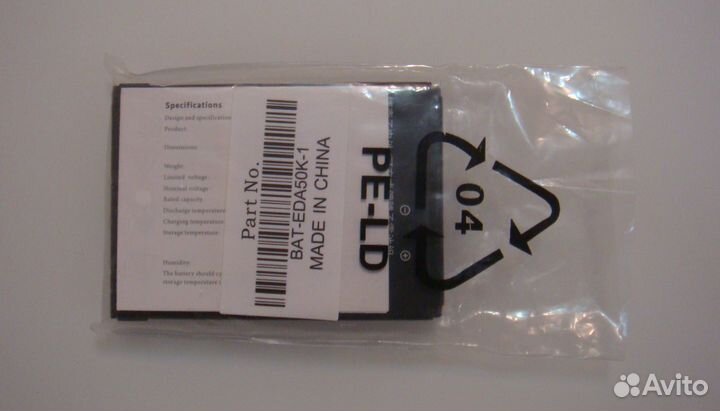 Specifications
Design and specification
Product:
Dimensions:
Weight:
Limited voltage:
Nominal voltage
Rated capacity:
Discharge temperature
Charging temperature:
Storage temperature:
Humidity:
The battery should
storage temperature
Part No.
BAT-EDA50K-1
MADE IN CHINA
PE-LD
04
Avito